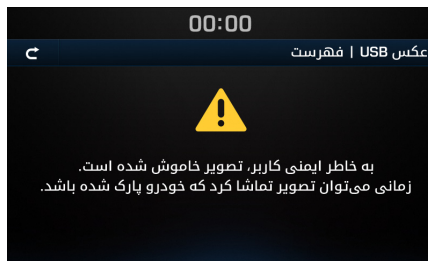 00:00
عکس USB | فهرست
به خاطر ایمنی کاربر، تصویر خاموش شده است.
زمانی می‌توان تصویر تماشا کرد که خودرو پارک شده باشد.